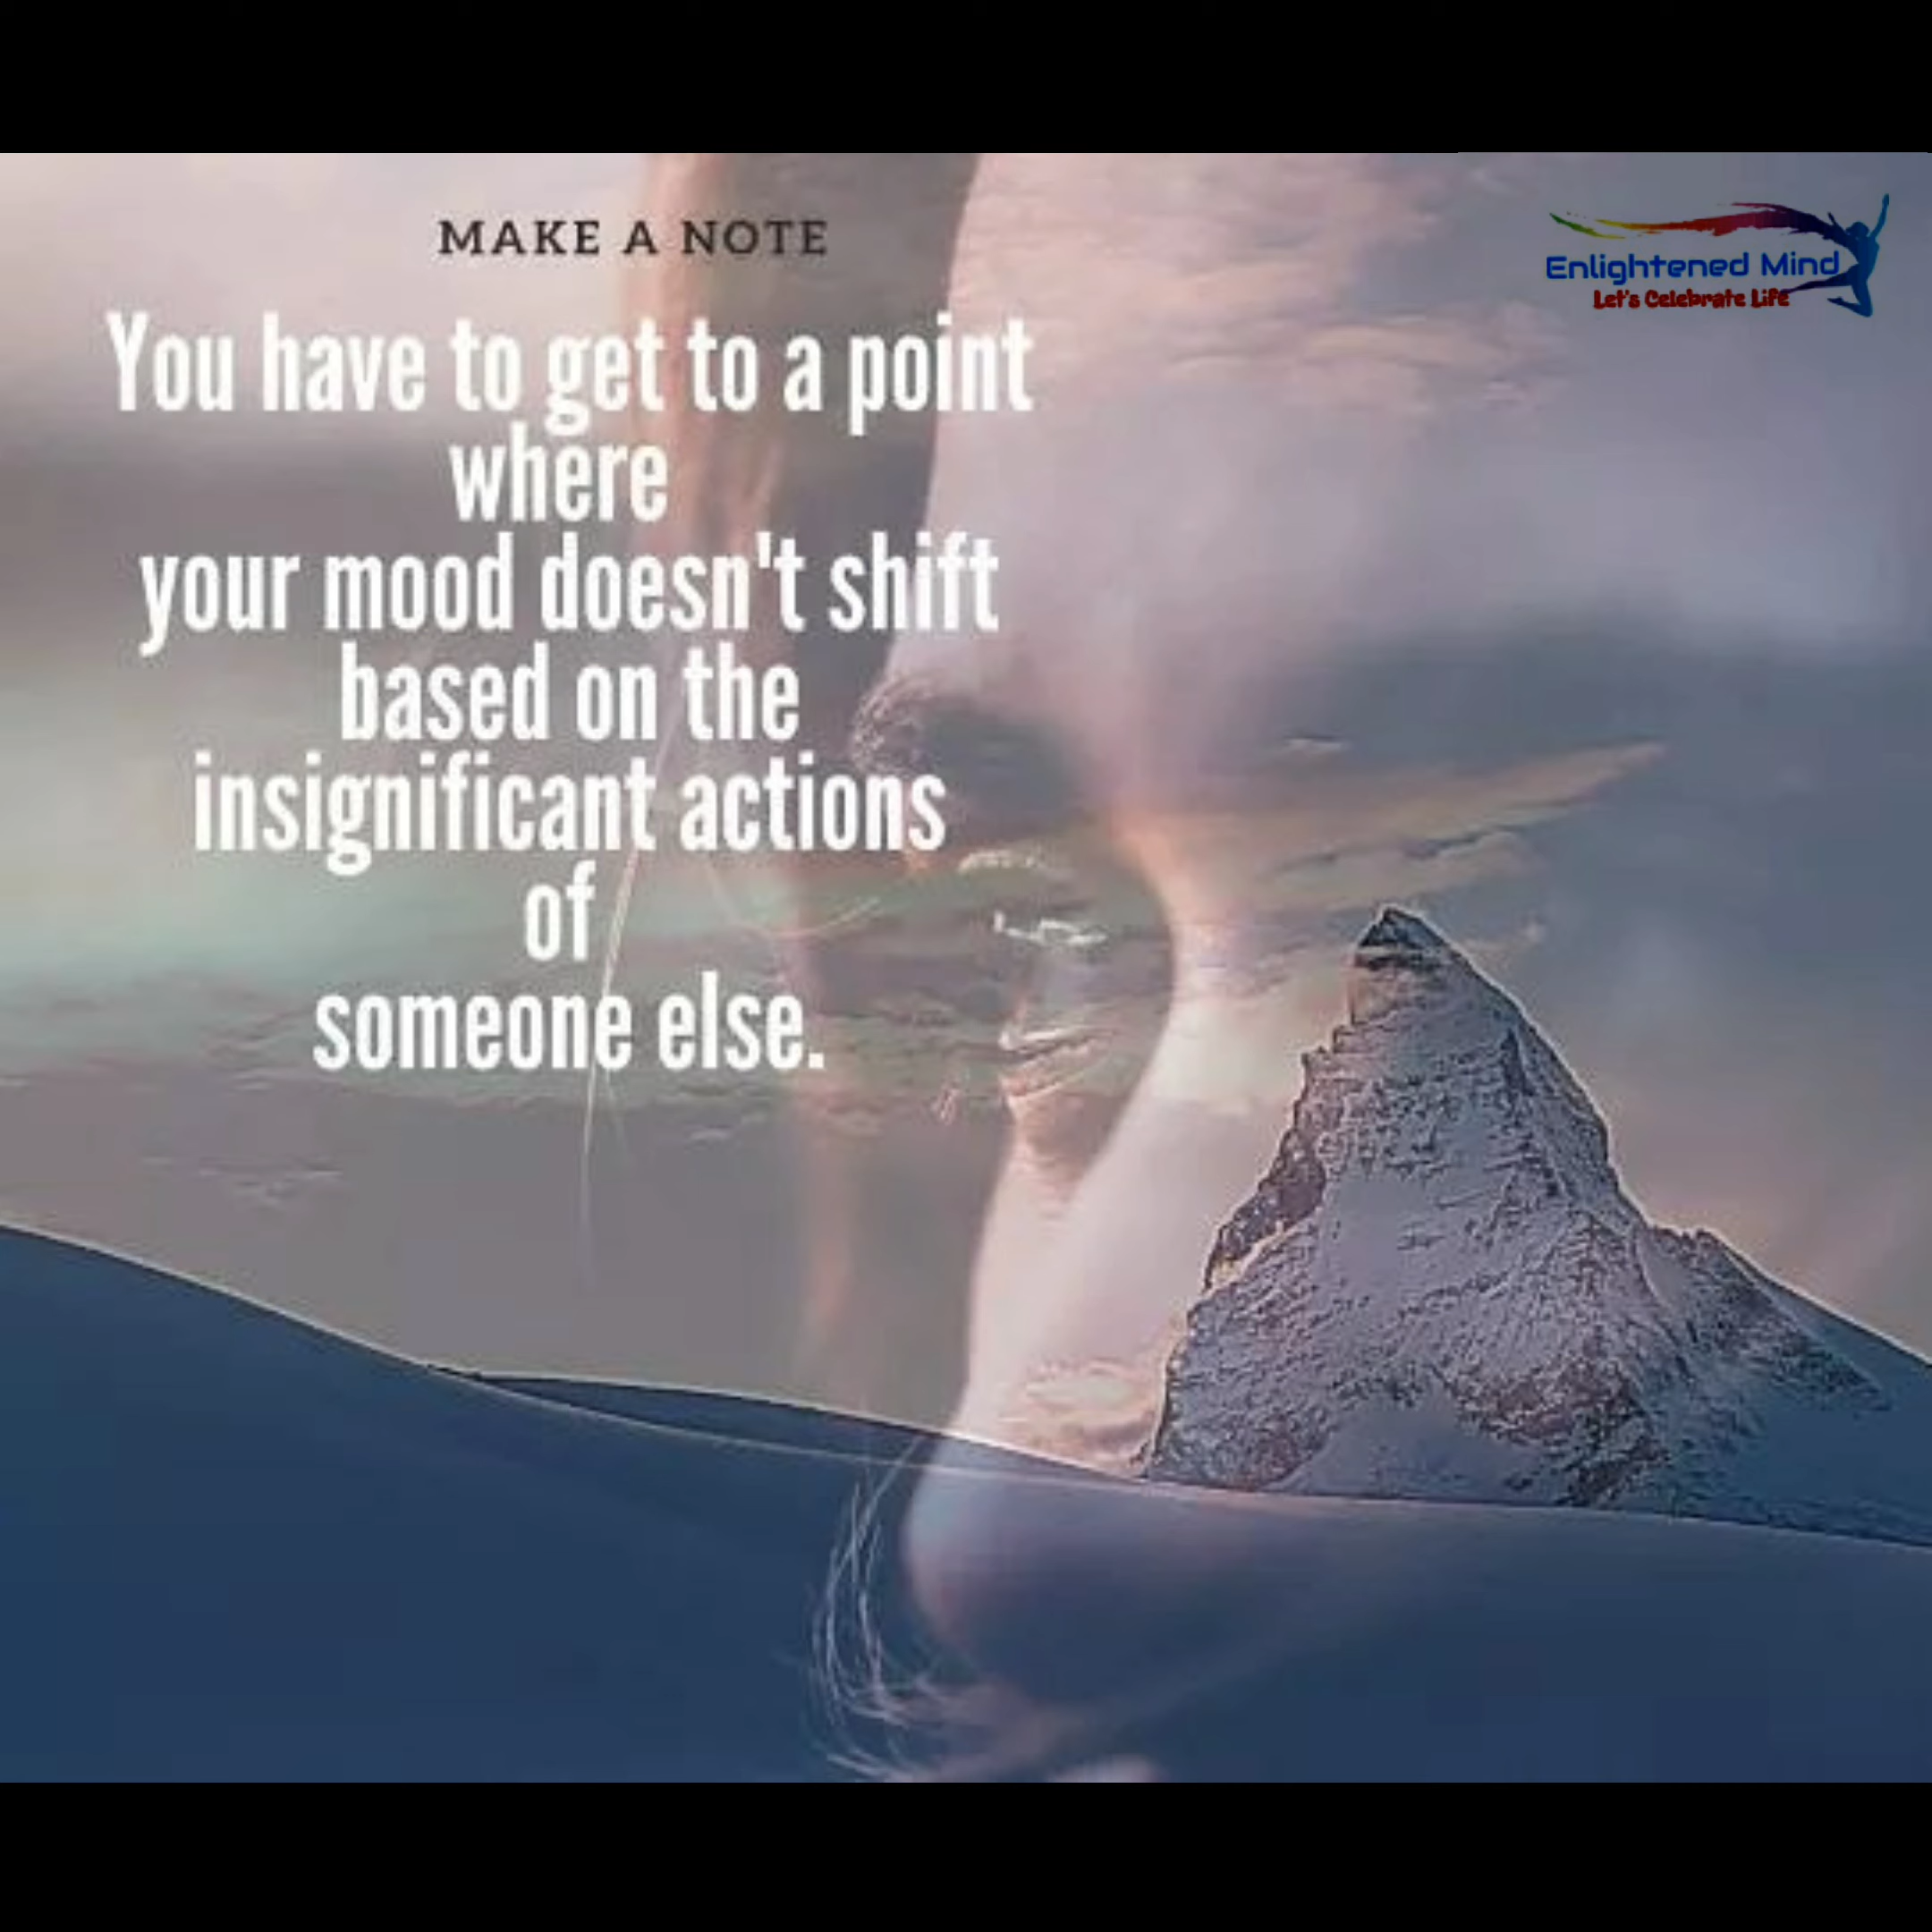 MAKE A NOTE
Enlightened Mind
Let's Celebrate Life
You have to get to a point
where
your mood doesn't shift
based on the
insignificant actions
of
someone else.